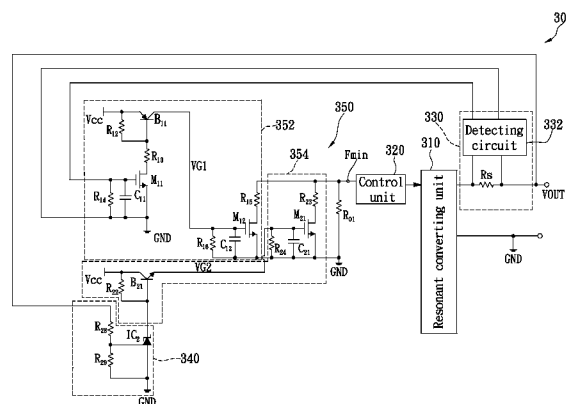 30
Vcc
R12
B11
R13
M11
R14
C11
GND
VG1
352
350
354
R15
M12
R16
C12
R23
M21
R24
C21
Fmin
R01
GND
320
Control
unit
310
Resonant converting unit
330
Detecting
circuit
332
Rs
VOUT
GND
Vcc
R22
B21
VG2
R28
IC2
R29
340
GND